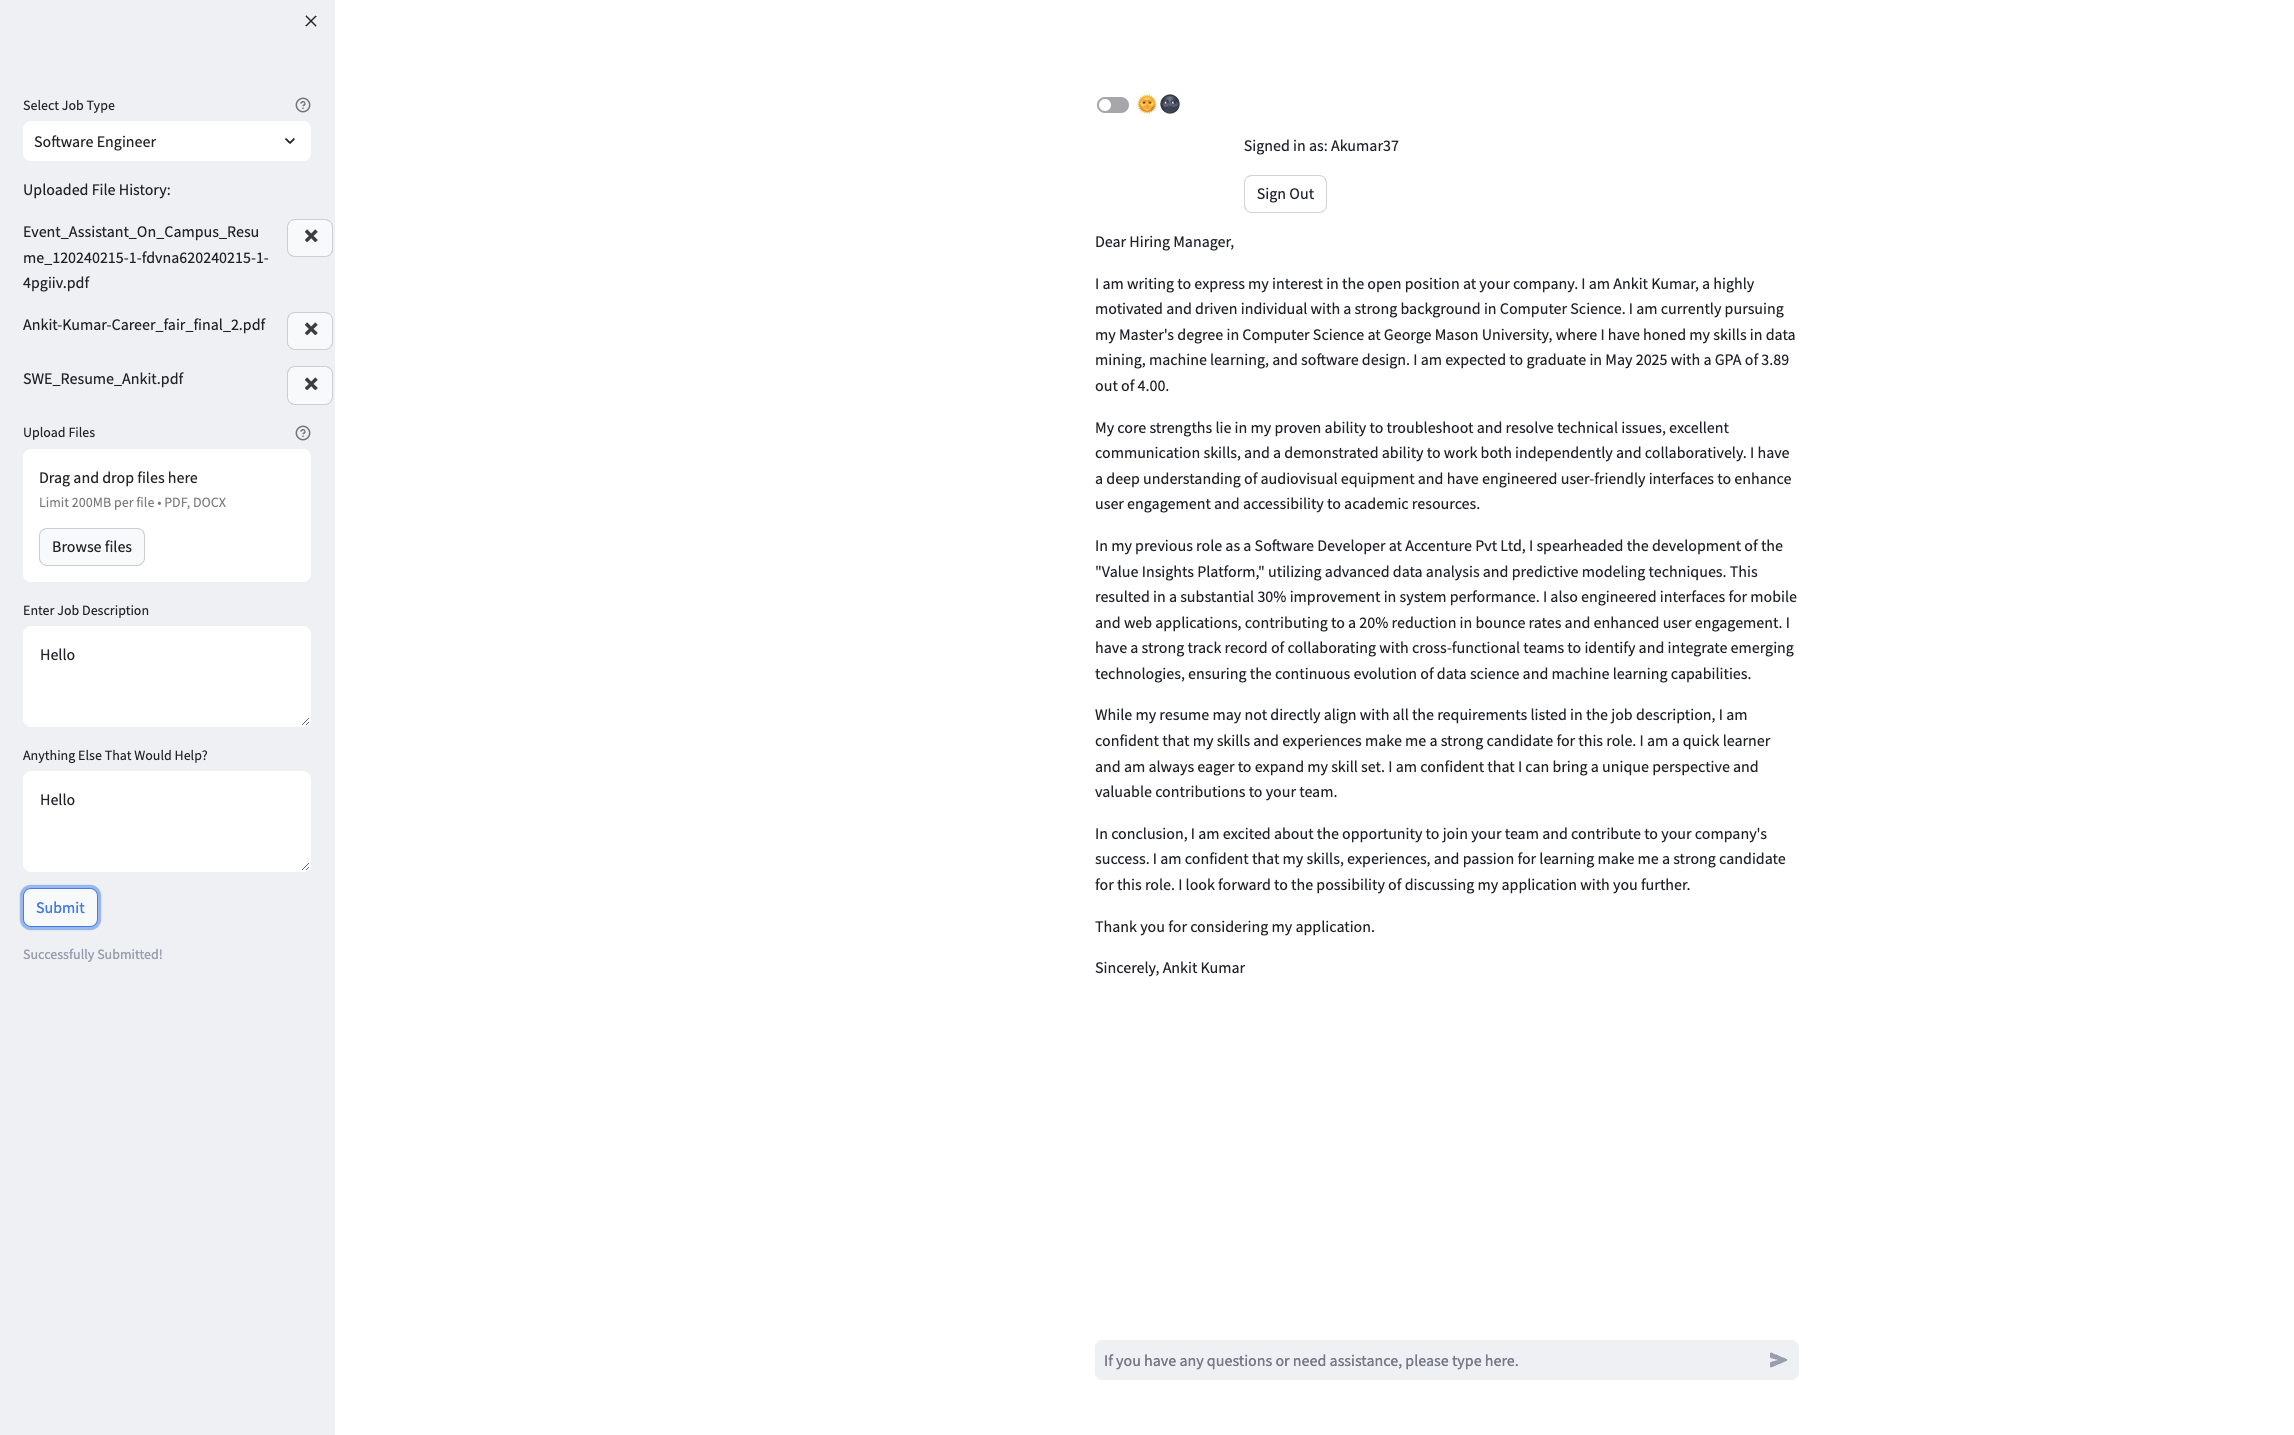 Select Job Type
Software Engineer
Uploaded File History:
Event_Assistant_On_Campus_Resu
me_120240215-1-fdvna620240215-1-
4pgiiv.pdf
Ankit-Kumar-Career_fair_final_2.pdf
SWE_Resume_Ankit.pdf
Upload Files
Drag and drop files here
Limit 200MB per file • PDF, DOCX
Browse files
Enter Job Description
Hello
Anything Else That Would Help?
Hello
Submit
Successfully Submitted!
Signed in as: Akumar37
Sign Out
Dear Hiring Manager,
I am writing to express my interest in the open position at your company. I am Ankit Kumar, a highly
motivated and driven individual with a strong background in Computer Science. I am currently pursuing
my Master's degree in Computer Science at George Mason University, where I have honed my skills in data
mining, machine learning, and software design. I am expected to graduate in May 2025 with a GPA of 3.89
out of 4.00.
My core strengths lie in my proven ability to troubleshoot and resolve technical issues, excellent
communication skills, and a demonstrated ability to work both independently and collaboratively. I have
a deep understanding of audiovisual equipment and have engineered user-friendly interfaces to enhance
user engagement and accessibility to academic resources.
In my previous role as a Software Developer at Accenture Pvt Ltd, I spearheaded the development of the
"Value Insights Platform," utilizing advanced data analysis and predictive modeling techniques. This
resulted in a substantial 30% improvement in system performance. I also engineered interfaces for mobile
and web applications, contributing to a 20% reduction in bounce rates and enhanced user engagement. I
have a strong track record of collaborating with cross-functional teams to identify and integrate emerging
technologies, ensuring the continuous evolution of data science and machine learning capabilities.
While my resume may not directly align with all the requirements listed in the job description, I am
confident that my skills and experiences make me a strong candidate for this role. I am a quick learner
and am always eager to expand my skill set. I am confident that I can bring a unique perspective and
valuable contributions to your team.
In conclusion, I am excited about the opportunity to join your team and contribute to your company's
success. I am confident that my skills, experiences, and passion for learning make me a strong candidate
for this role. I look forward to the possibility of discussing my application with you further.
Thank you for considering my application.
Sincerely, Ankit Kumar
If you have any questions or need assistance, please type here.